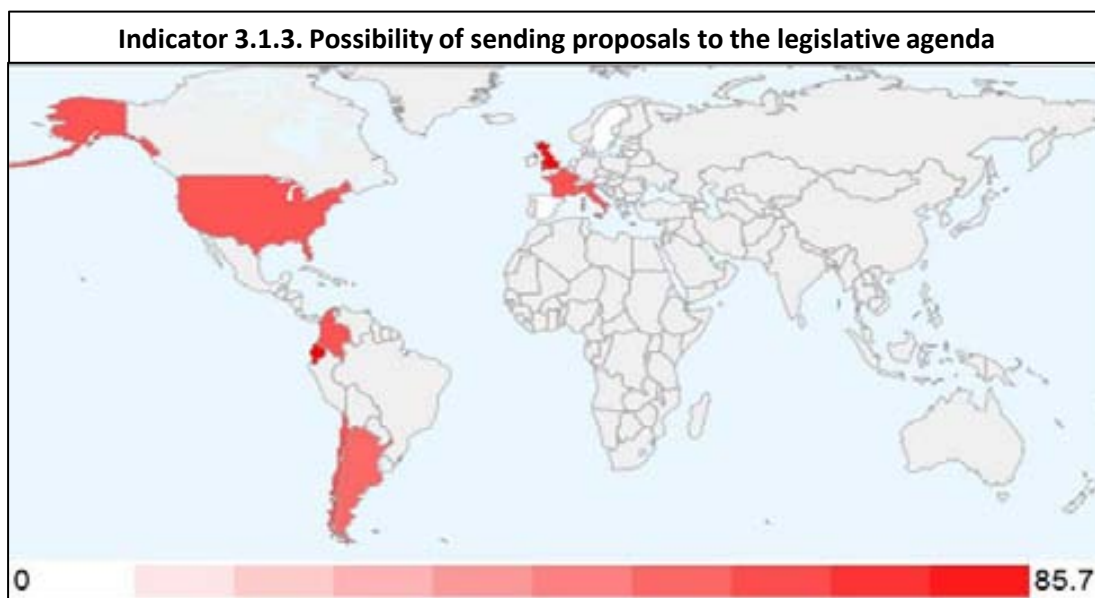 Indicator 3.1.3. Possibility of sending proposals to the legislative agenda
0 85.7